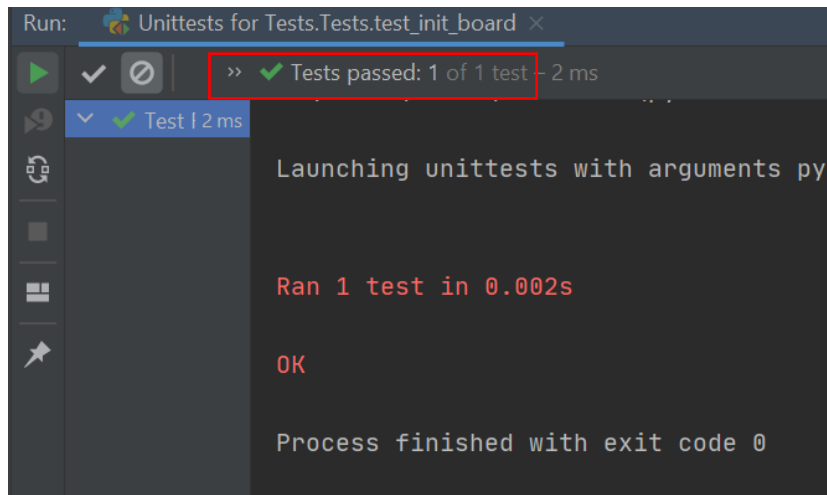 Run: Unittests for Tests.Tests.test_init_board ×
» Tests passed: 1 of 1 test – 2 ms
Test 2 ms
Launching unittests with arguments py
Ran 1 test in 0.002s
OK
Process finished with exit code 0